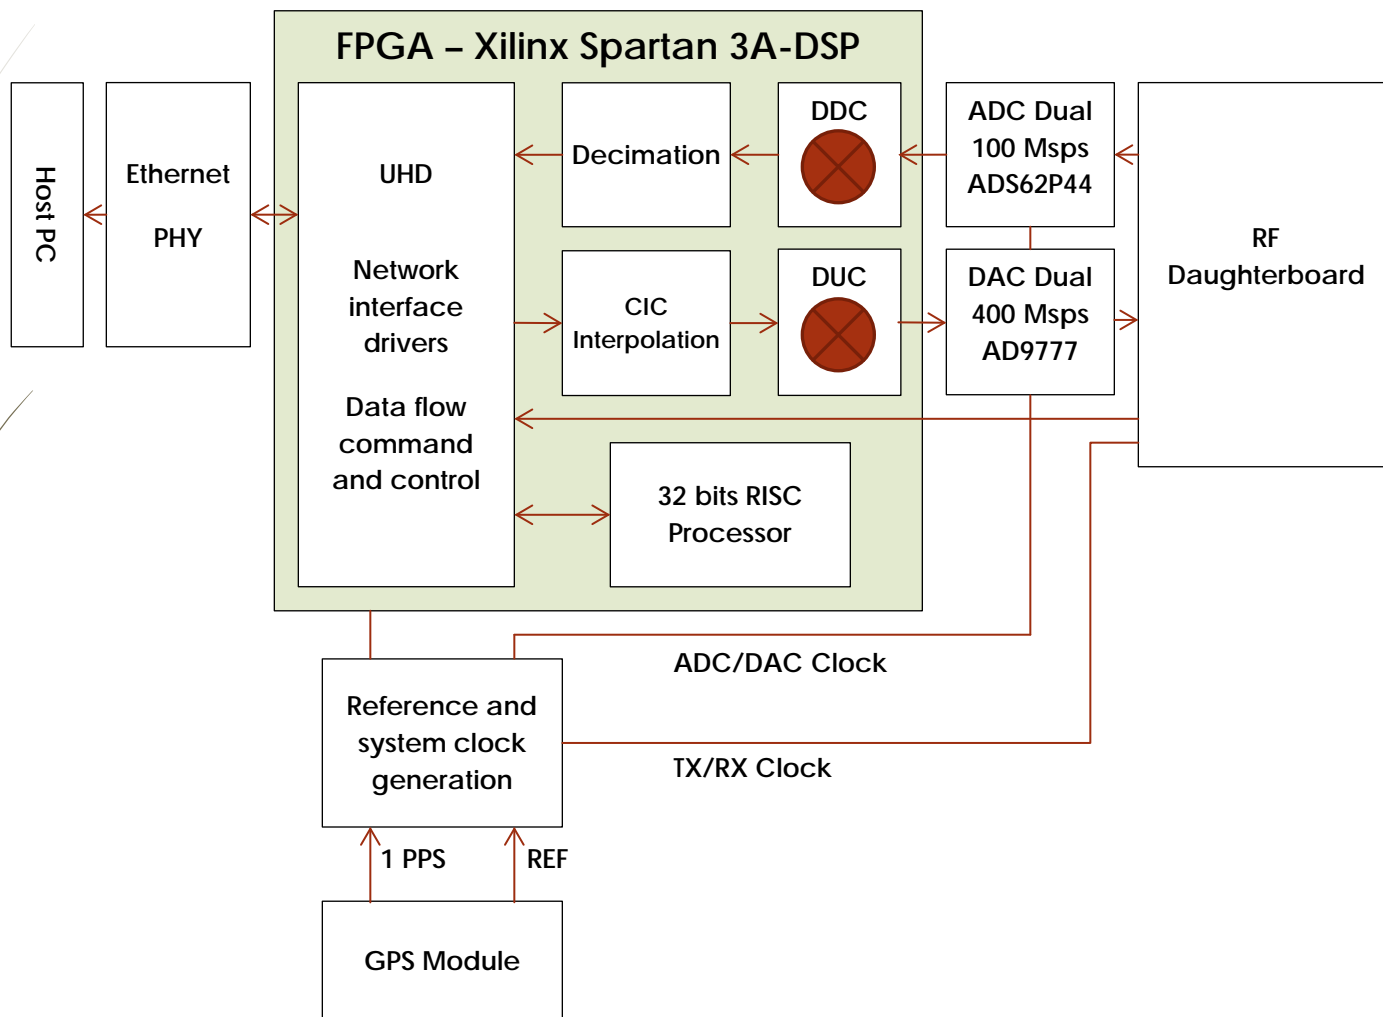 FPGA – Xilinx Spartan 3A-DSP
Host PC
Ethernet
PHY
UHD
Network
interface
drivers
Data flow
command
and control
Decimation
DDC
ADC Dual
100 Msps
ADS62P44
RF
Daughterboard
CIC
Interpolation
DUC
DAC Dual
400 Msps
AD9777
32 bits RISC
Processor
ADC/DAC Clock
Reference and
system clock
generation
TX/RX Clock
1 PPS
REF
GPS Module